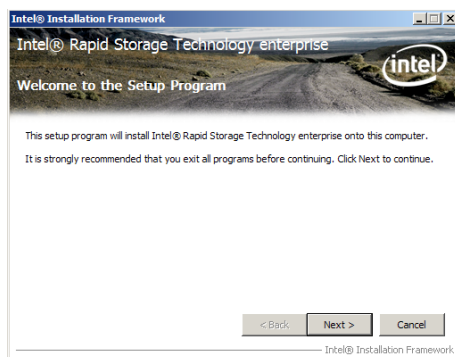 Intel® Installation Framework
Intel® Rapid Storage Technology enterprise
intel
Welcome to the Setup Program
This setup program will install Intel® Rapid Storage Technology enterprise onto this computer.
It is strongly recommended that you exit all programs before continuing. Click Next to continue.
< Back Next > Cancel
Intel® Installation Framework